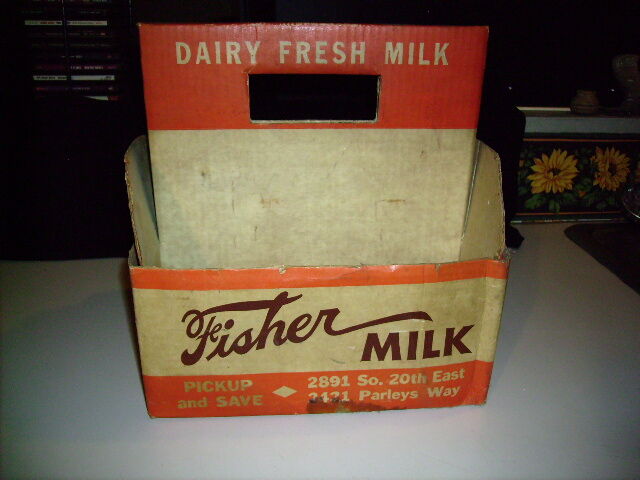 DAIRY FRESH MILK
Fisher MILK
PICKUP and SAVE
2891 So. 20th East
Parleys Way